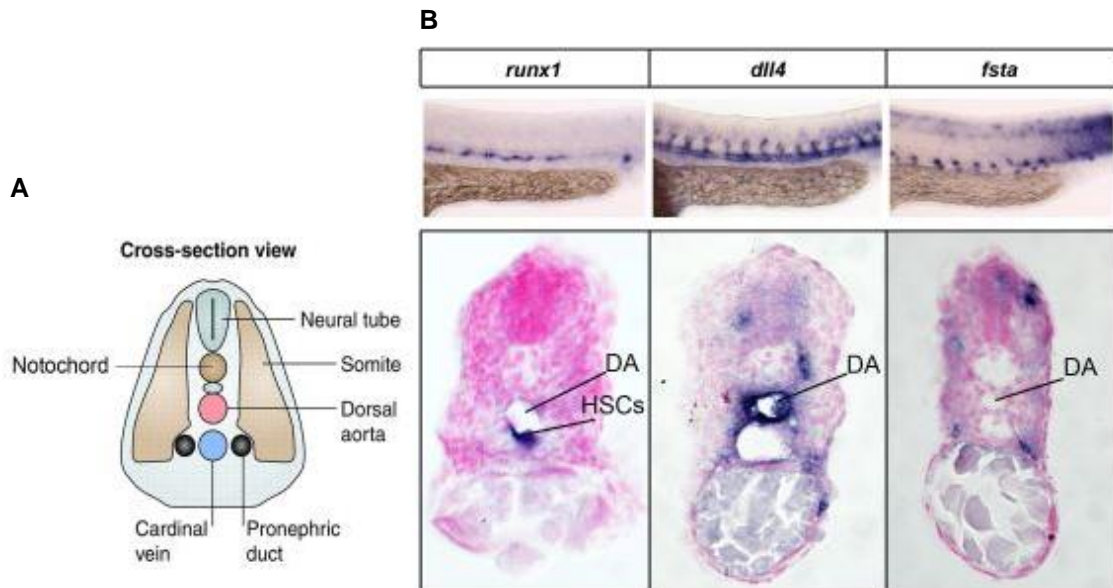 B
runx1
dll4
fsta
A
Cross-section view
Neural tube
Notochord
Somite
Dorsal
aorta
Cardinal
vein
Pronephric
duct
DA
HSCs
DA
DA